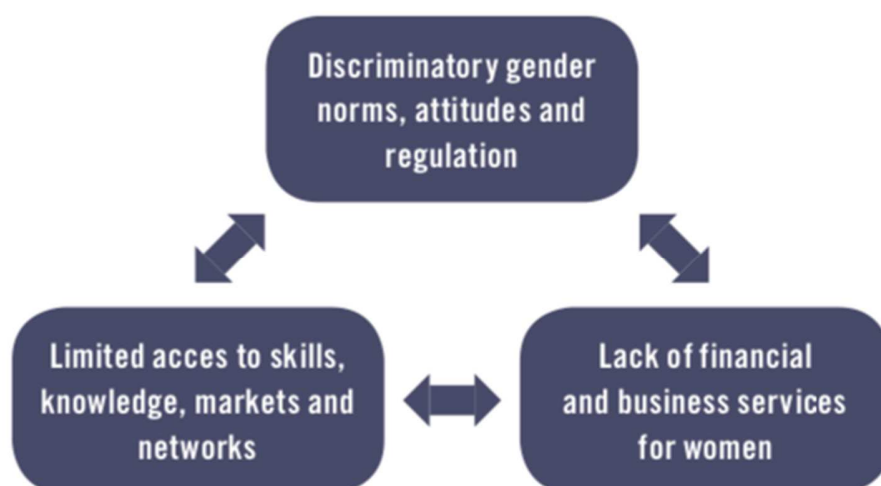 Discriminatory gender
norms, attitudes and
regulation
Limited acces to skills,
knowledge, markets and
networks
Lack of financial
and business services
for women